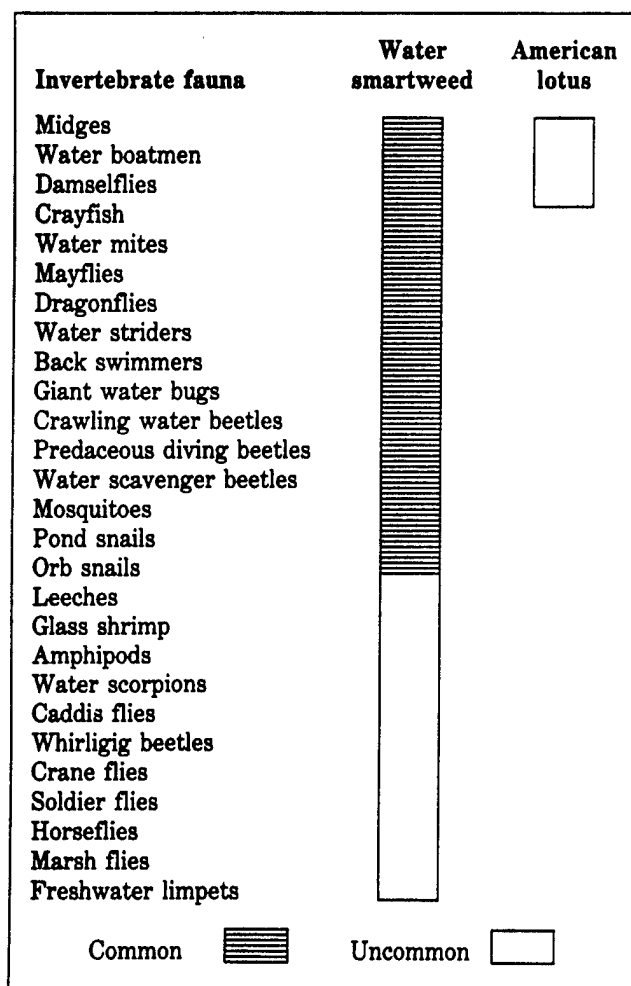 Water American
Invertebrate fauna smartweed lotus
Midges
Water boatmen
Damselflies
Crayfish
Water mites
Mayflies
Dragonflies
Water striders
Back swimmers
Giant water bugs
Crawling water beetles
Predaceous diving beetles
Water scavenger beetles
Mosquitoes
Pond snails
Orb snails
Leeches
Glass shrimp
Amphipods
Water scorpions
Caddis flies
Whirligig beetles
Crane flies
Soldier flies
Horseflies
Marsh flies
Freshwater limpets
Common Uncommon